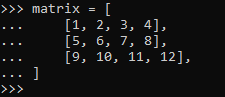 >>> matrix = [
...     [1, 2, 3, 4],
...     [5, 6, 7, 8],
...     [9, 10, 11, 12],
... ]
>>>